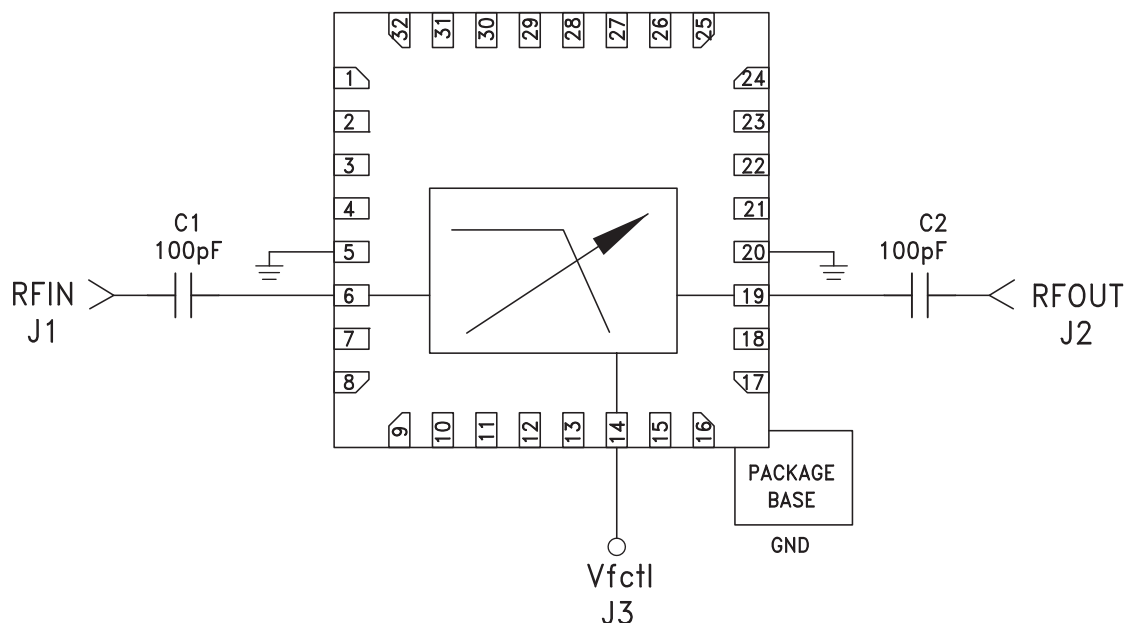 32 31 30 29 28 27 26 25
1
2
3
4
5
6
7
8
24
23
22
21
20
19
18
17
9 10 11 12 13 14 15 16
C1
100pF
RFIN
J1
C2
100pF
RFOUT
J2
PACKAGE
BASE
GND
Vfctl
J3